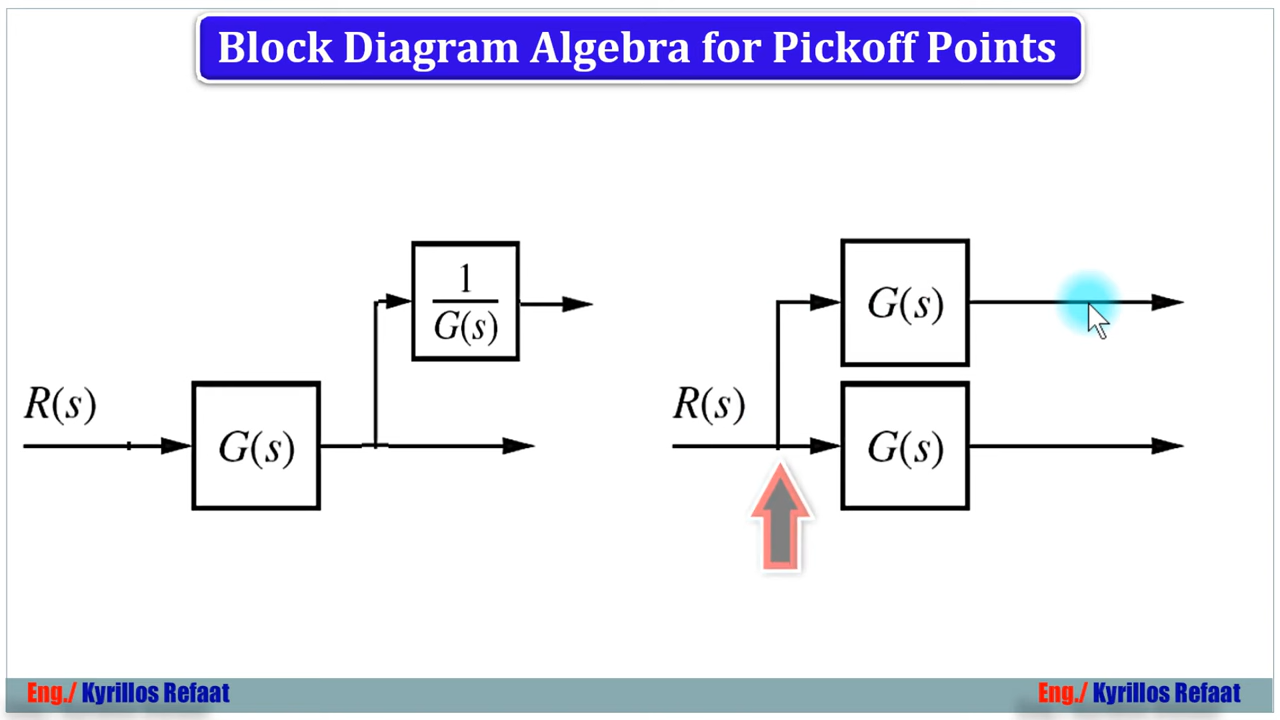 Block Diagram Algebra for Pickoff Points
1
G(s)
R(s)
G(s)
G(s)
R(s)
G(s)
Eng./ Kyrillos Refaat
Eng./ Kyrillos Refaat